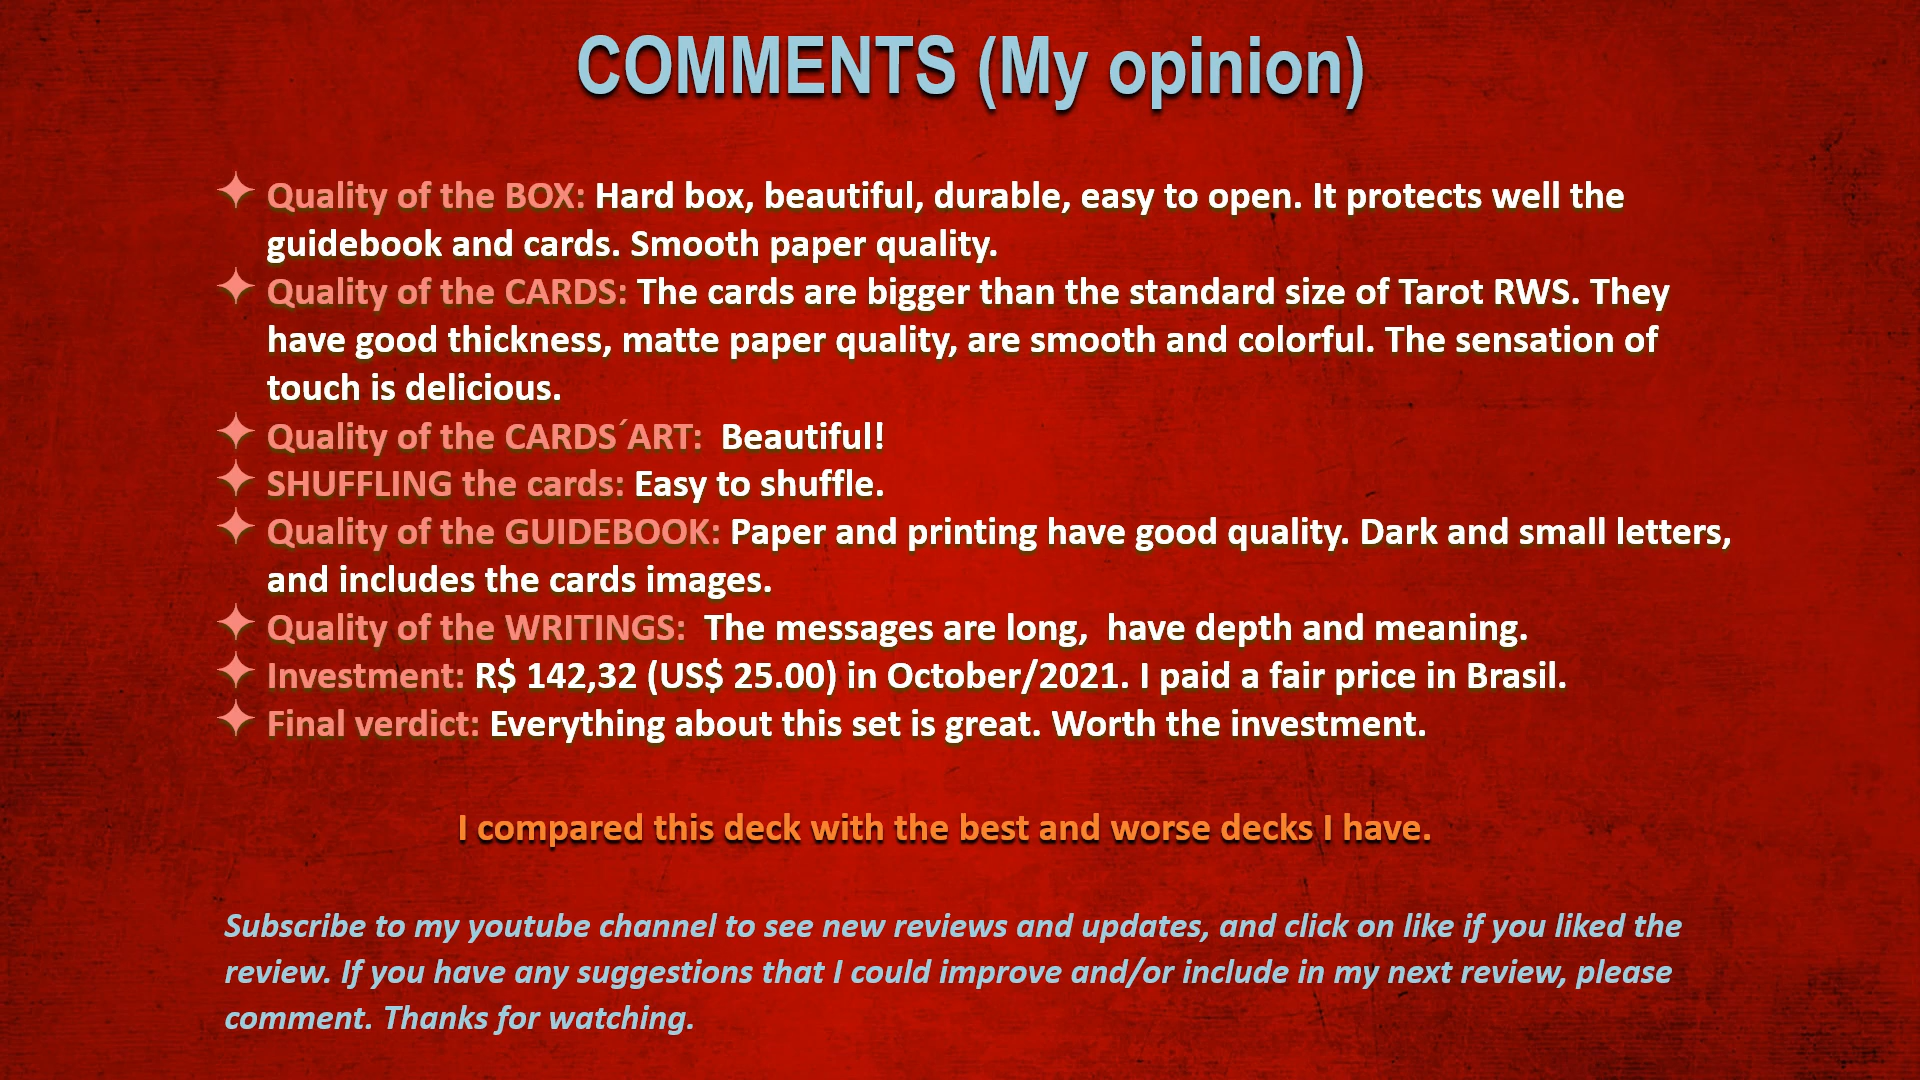 COMMENTS (My opinion)
✦ Quality of the BOX: Hard box, beautiful, durable, easy to open. It protects well the
guidebook and cards. Smooth paper quality.
✦ Quality of the CARDS: The cards are bigger than the standard size of Tarot RWS. They
have good thickness, matte paper quality, are smooth and colorful. The sensation of
touch is delicious.
✦ Quality of the CARDS´ART:  Beautiful!
✦ SHUFFLING the cards: Easy to shuffle.
✦ Quality of the GUIDEBOOK: Paper and printing have good quality. Dark and small letters,
and includes the cards images.
✦ Quality of the WRITINGS:  The messages are long,  have depth and meaning.
✦ Investment: R$ 142,32 (US$ 25.00) in October/2021. I paid a fair price in Brasil.
✦ Final verdict: Everything about this set is great. Worth the investment.
I compared this deck with the best and worse decks I have.
Subscribe to my youtube channel to see new reviews and updates, and click on like if you liked the
review. If you have any suggestions that I could improve and/or include in my next review, please
comment. Thanks for watching.